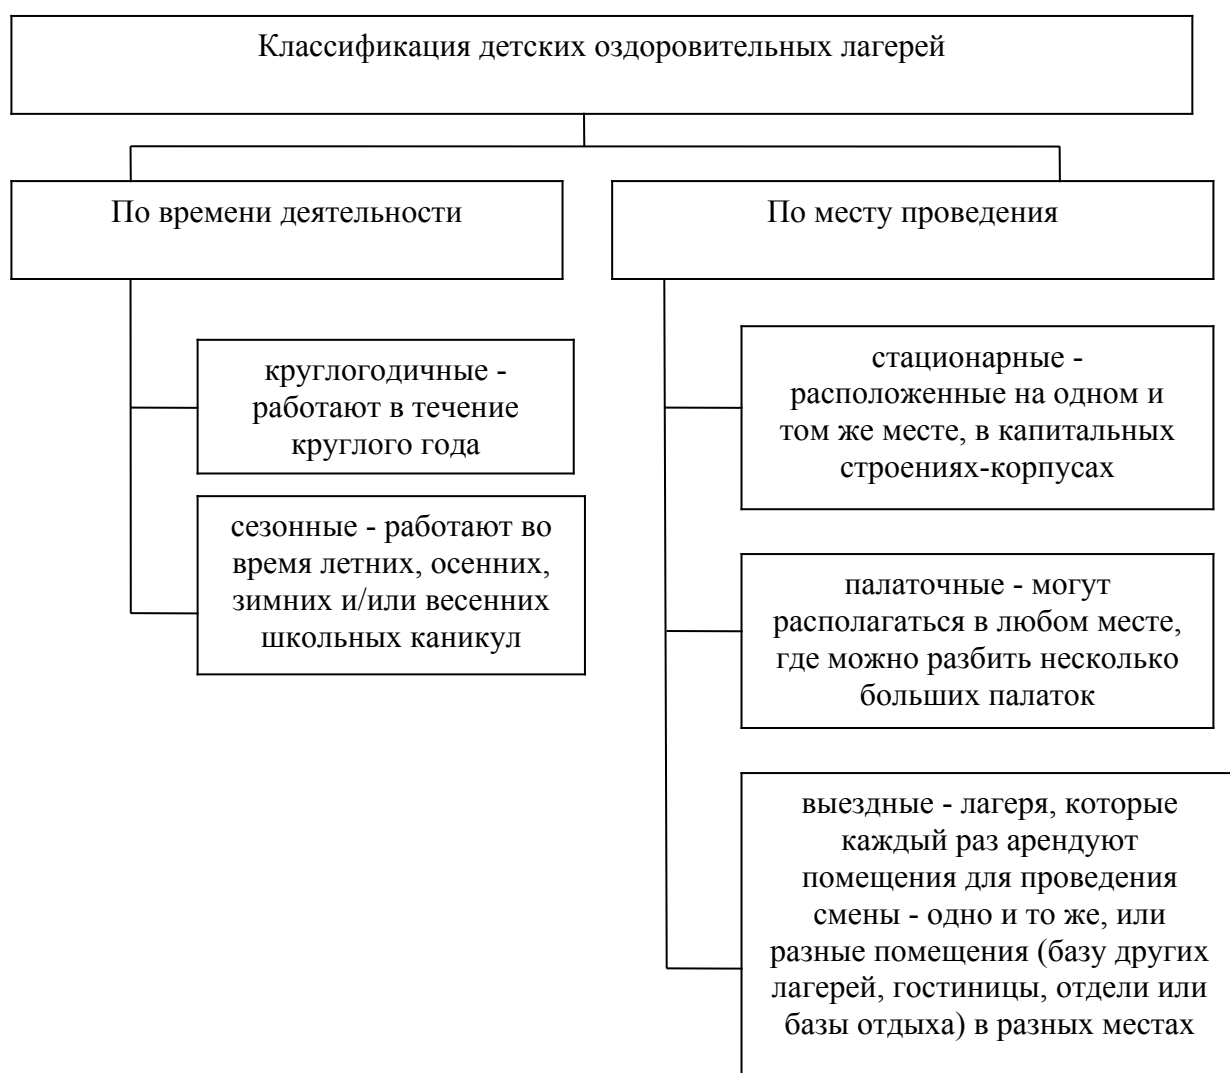 Классификация детских оздоровительных лагерей
По времени деятельности
По месту проведения
круглогодичные -
работают в течение
круглого года
сезонные - работают во
время летних, осенних,
зимних и/или весенних
школьных каникул
стационарные -
расположенные на одном и
том же месте, в капитальных
строениях-корпусах
палаточные - могут
располагаться в любом месте,
где можно разбить несколько
больших палаток
выездные - лагеря, которые
каждый раз арендуют
помещения для проведения
смены - одно и то же, или
разные помещения (базу других
лагерей, гостиницы, отдели или
базы отдыха) в разных местах